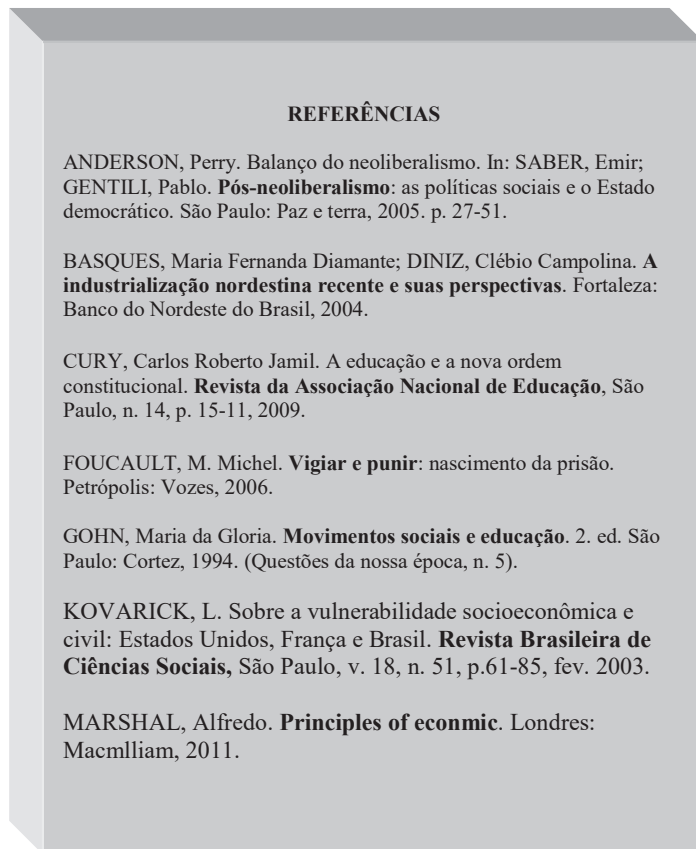 REFERÊNCIAS
ANDERSON, Perry. Balanço do neoliberalismo. In: SABER, Emir;
GENTILI, Pablo. Pós-neoliberalismo: as políticas sociais e o Estado
democrático. São Paulo: Paz e terra, 2005. p. 27-51.
BASQUES, Maria Fernanda Diamante; DINIZ, Clébio Campolina. A
industrialização nordestina recente e suas perspectivas. Fortaleza:
Banco do Nordeste do Brasil, 2004.
CURY, Carlos Roberto Jamil. A educação e a nova ordem
constitucional. Revista da Associação Nacional de Educação, São
Paulo, n. 14, p. 15-11, 2009.
FOUCAULT, M. Michel. Vigiar e punir: nascimento da prisão.
Petrópolis: Vozes, 2006.
GOHN, Maria da Gloria. Movimentos sociais e educação. 2. ed. São
Paulo: Cortez, 1994. (Questões da nossa época, n. 5).
KOVARICK, L. Sobre a vulnerabilidade socioeconômica e
civil: Estados Unidos, França e Brasil. Revista Brasileira de
Ciências Sociais, São Paulo, v. 18, n. 51, p.61-85, fev. 2003.
MARSHAL, Alfredo. Principles of econmic. Londres:
Macmlliam, 2011.